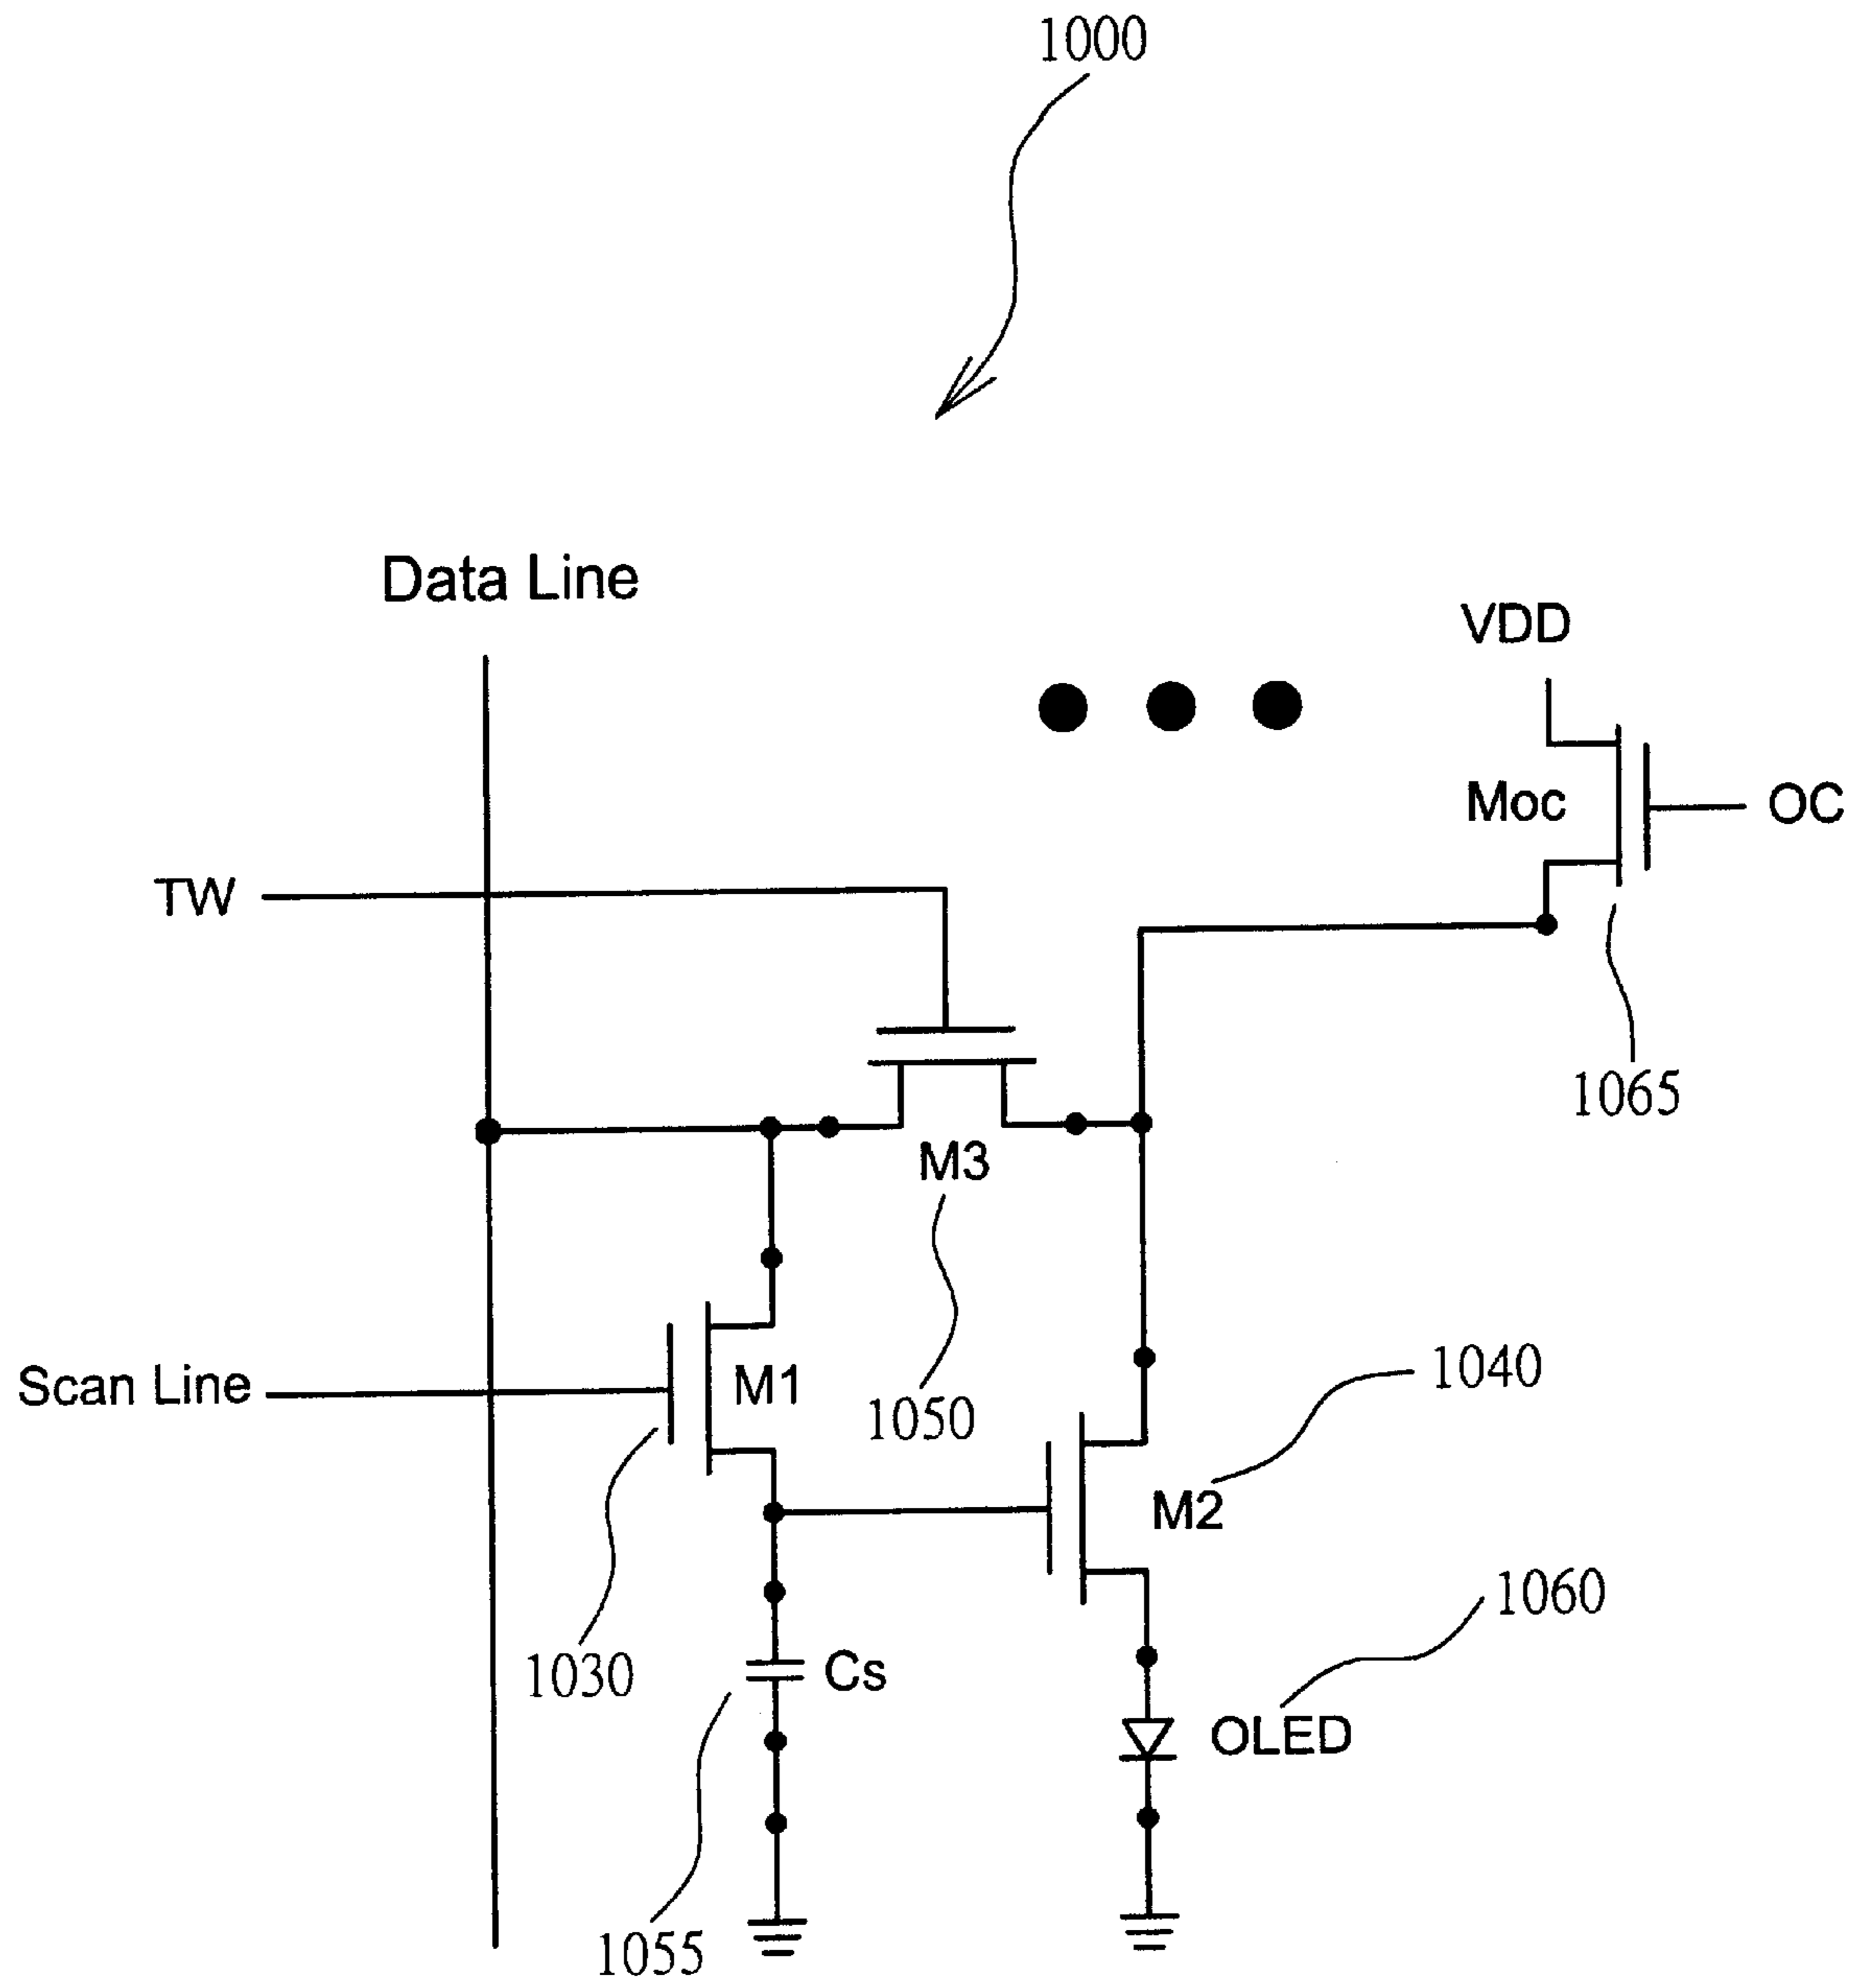 1000
Data Line
VDD
Moc
OC
TW
1065
M3
Scan Line
M1
1040
1050
M2
1060
1030
Cs
OLED
1055